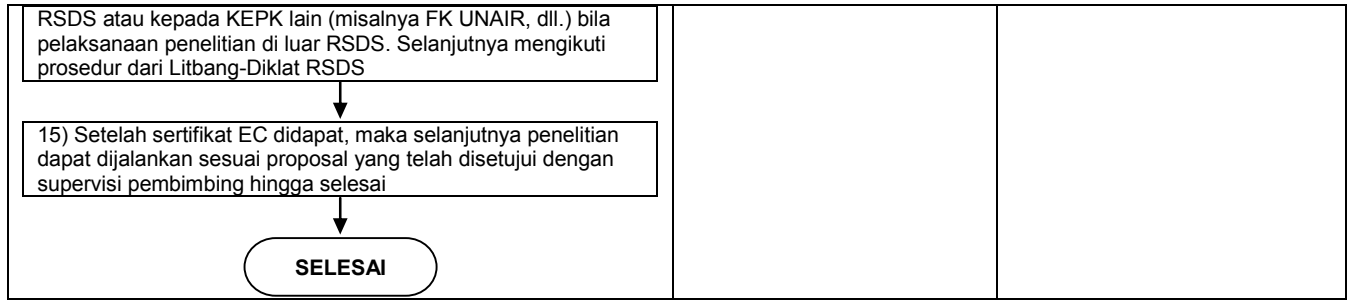 RSDS atau kepada KEPK lain (misalnya FK UNAIR, dll.) bila
pelaksanaan penelitian di luar RSDS. Selanjutnya mengikuti
prosedur dari Litbang-Diklat RSDS
15) Setelah sertifikat EC didapat, maka selanjutnya penelitian
dapat dijalankan sesuai proposal yang telah disetujui dengan
supervisi pembimbing hingga selesai
SELESAI